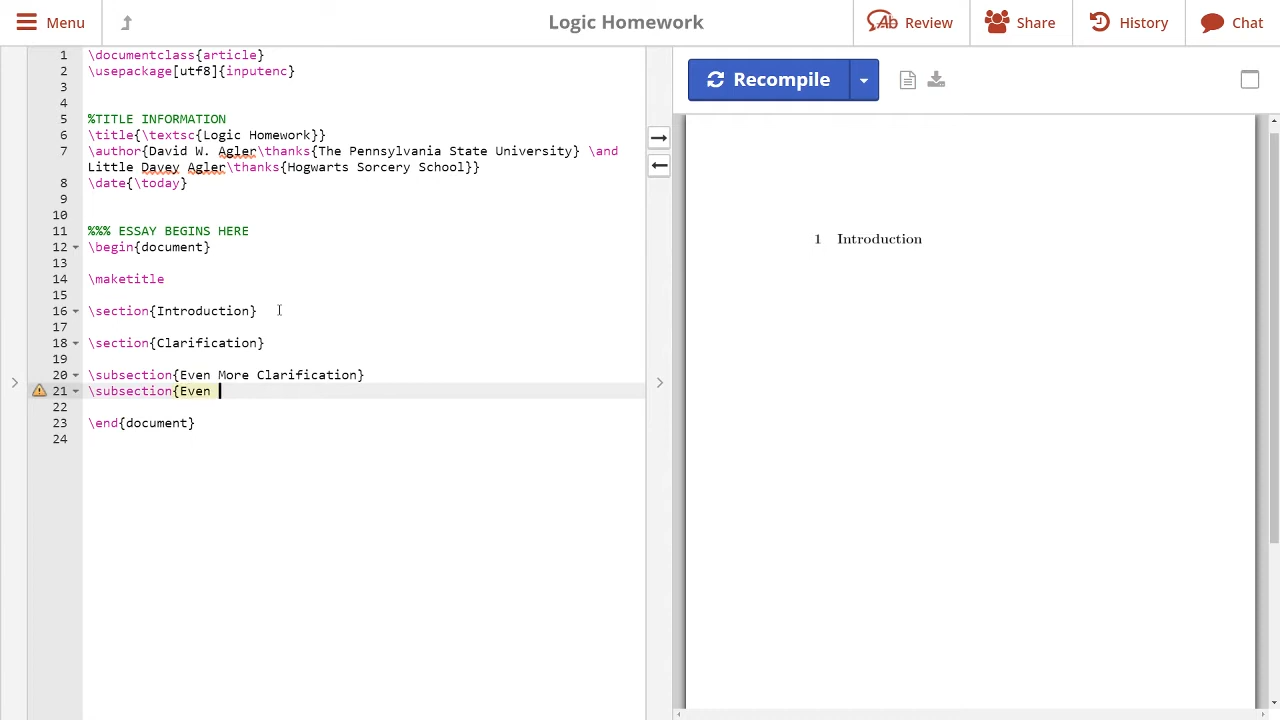 Menu
Logic Homework
Review
Share
History
Chat
1 \documentclass{article}
2 \usepackage[utf8]{inputenc}
3
4
5 %TITLE INFORMATION
6 \title{\textsc{Logic Homework}}
7 \author{David W. Agler\thanks{The Pennsylvania State University} \and
Little Davey Agler\thanks{Hogwarts Sorcery School}}
8 \date{\today}
9
10
11 %%% ESSAY BEGINS HERE
12 \begin{document}
13
14 \maketitle
15
16 \section{Introduction}
17
18 \section{Clarification}
19
20 \subsection{Even More Clarification}
21 \subsection{Even
22
23 \end{document}
24
Recompile
1 Introduction